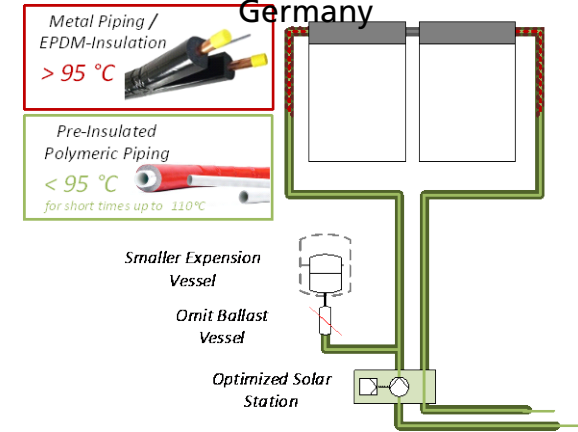 Germany
Metal Piping /
EPDM-Insulation
> 95 °C
Pre-Insulated
Polymeric Piping
< 95 °C
for short times up to 110°C
Smaller Expension
Vessel
Omit Ballast
Vessel
Optimized Solar
Station